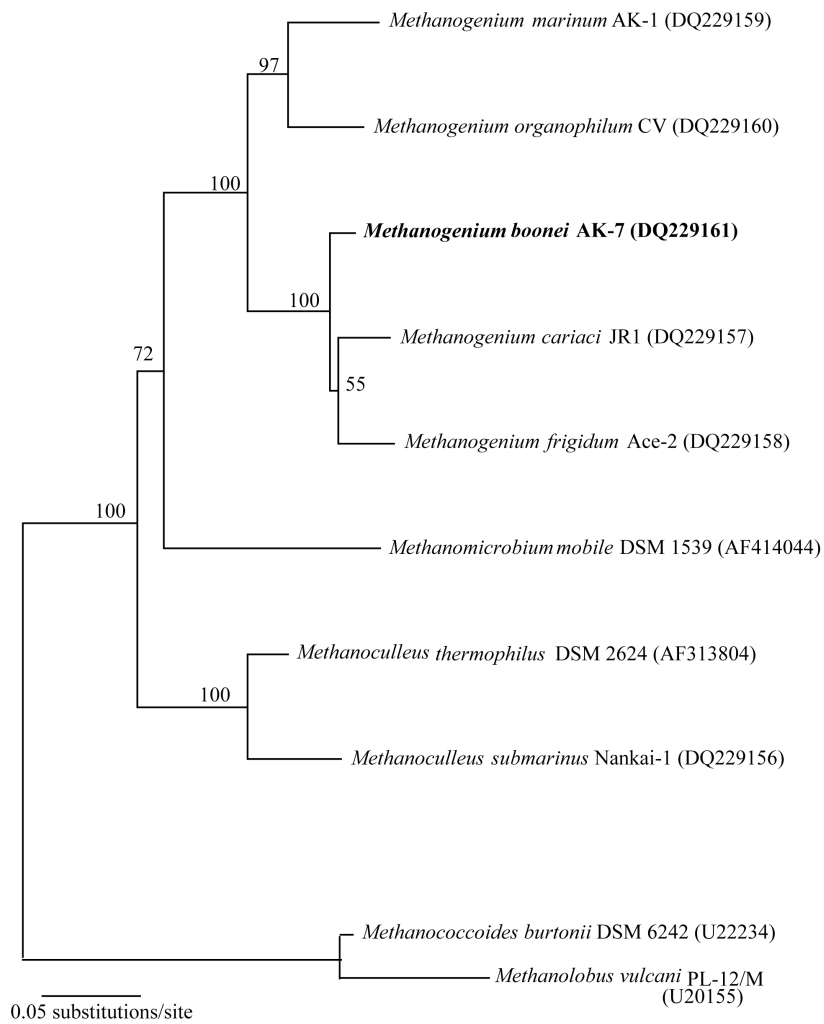 Methanogenium marinum AK-1 (DQ229159)
97
Methanogenium organophilum CV (DQ229160)
100
Methanogenium boonei AK-7 (DQ229161)
100
Methanogenium cariaci JR1 (DQ229157)
72
55
Methanogenium frigidum Ace-2 (DQ229158)
100
Methanomicrobium mobile DSM 1539 (AF414044)
Methanoculleus thermophilus DSM 2624 (AF313804)
100
Methanoculleus submarinus Nankai-1 (DQ229156)
Methanococcoides burtonii DSM 6242 (U22234)
Methanolobus vulcani PL-12/M
(U20155)
0.05 substitutions/site